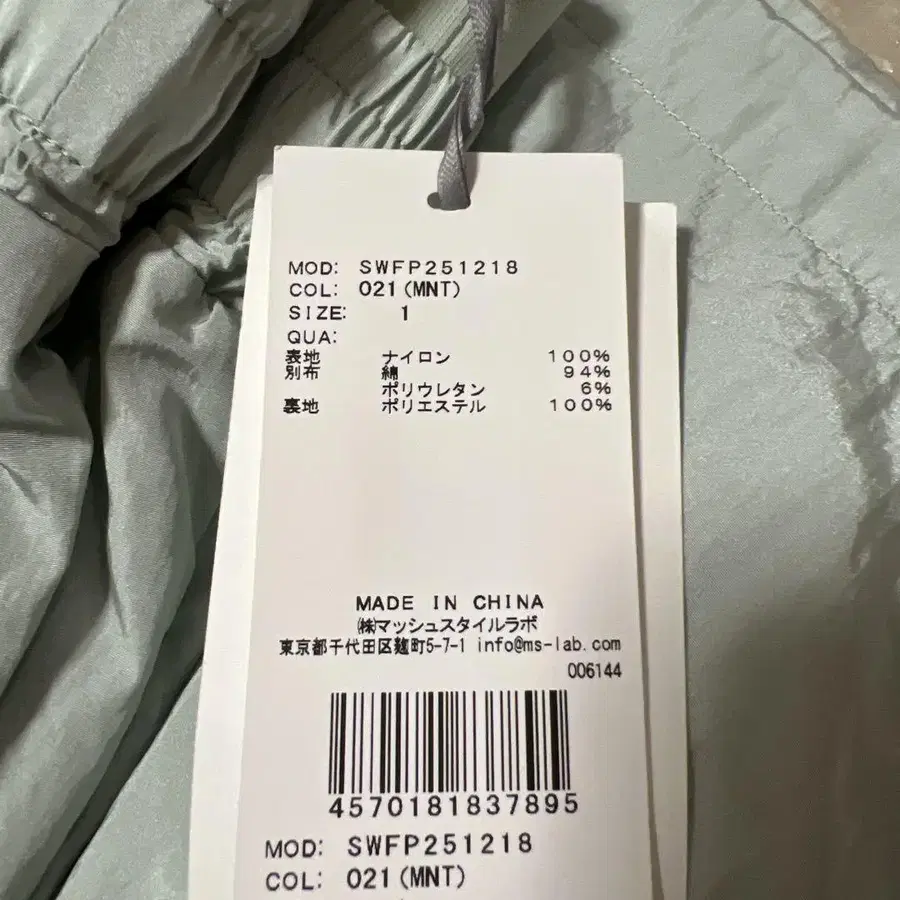 MOD: SWFP251218
COL: 021(MNT)
SIZE: 1
QUA:
表地 ナイロン 100%
別布 綿 94%
ポリウレタン 6%
裏地 ポリエステル 100%
MADE IN CHINA
㈱マッシュスタイルラボ
東京都千代田区麹町5-7-1 info@ms-lab.com
006144
4570181837895
MOD: SWFP251218
COL: 021(MNT)